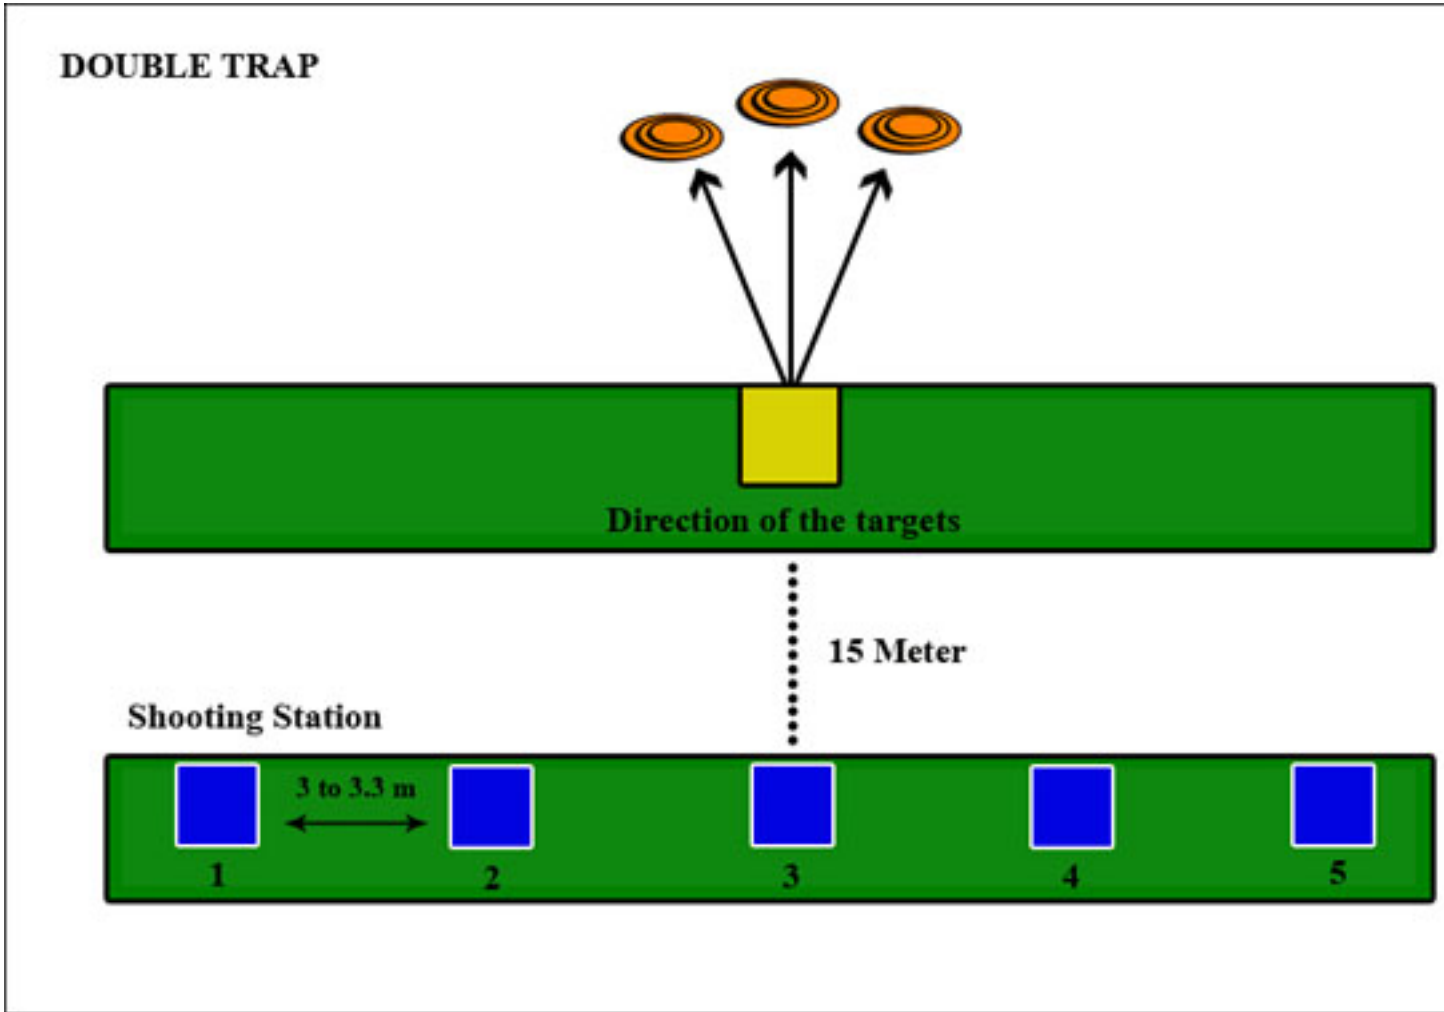 DOUBLE TRAP
Direction of the targets
15 Meter
Shooting Station
3 to 3.3 m
1
2
3
4
5